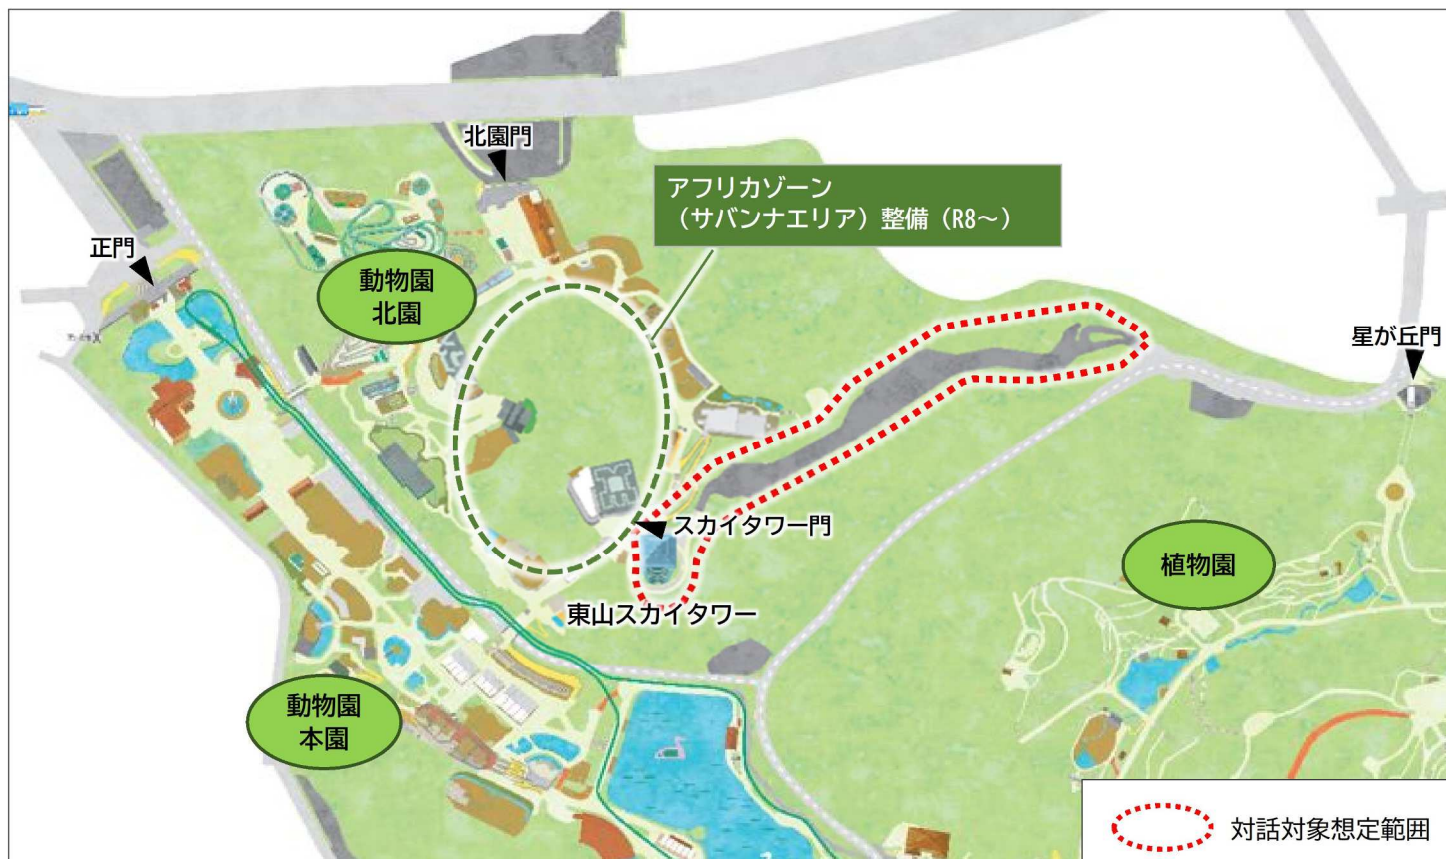 北園門
アフリカゾーン
（サバンナエリア）整備（R8～）
正門
動物園
北園
星が丘門
スカイタワー門
植物園
東山スカイタワー
動物園
本園
対話対象想定範囲